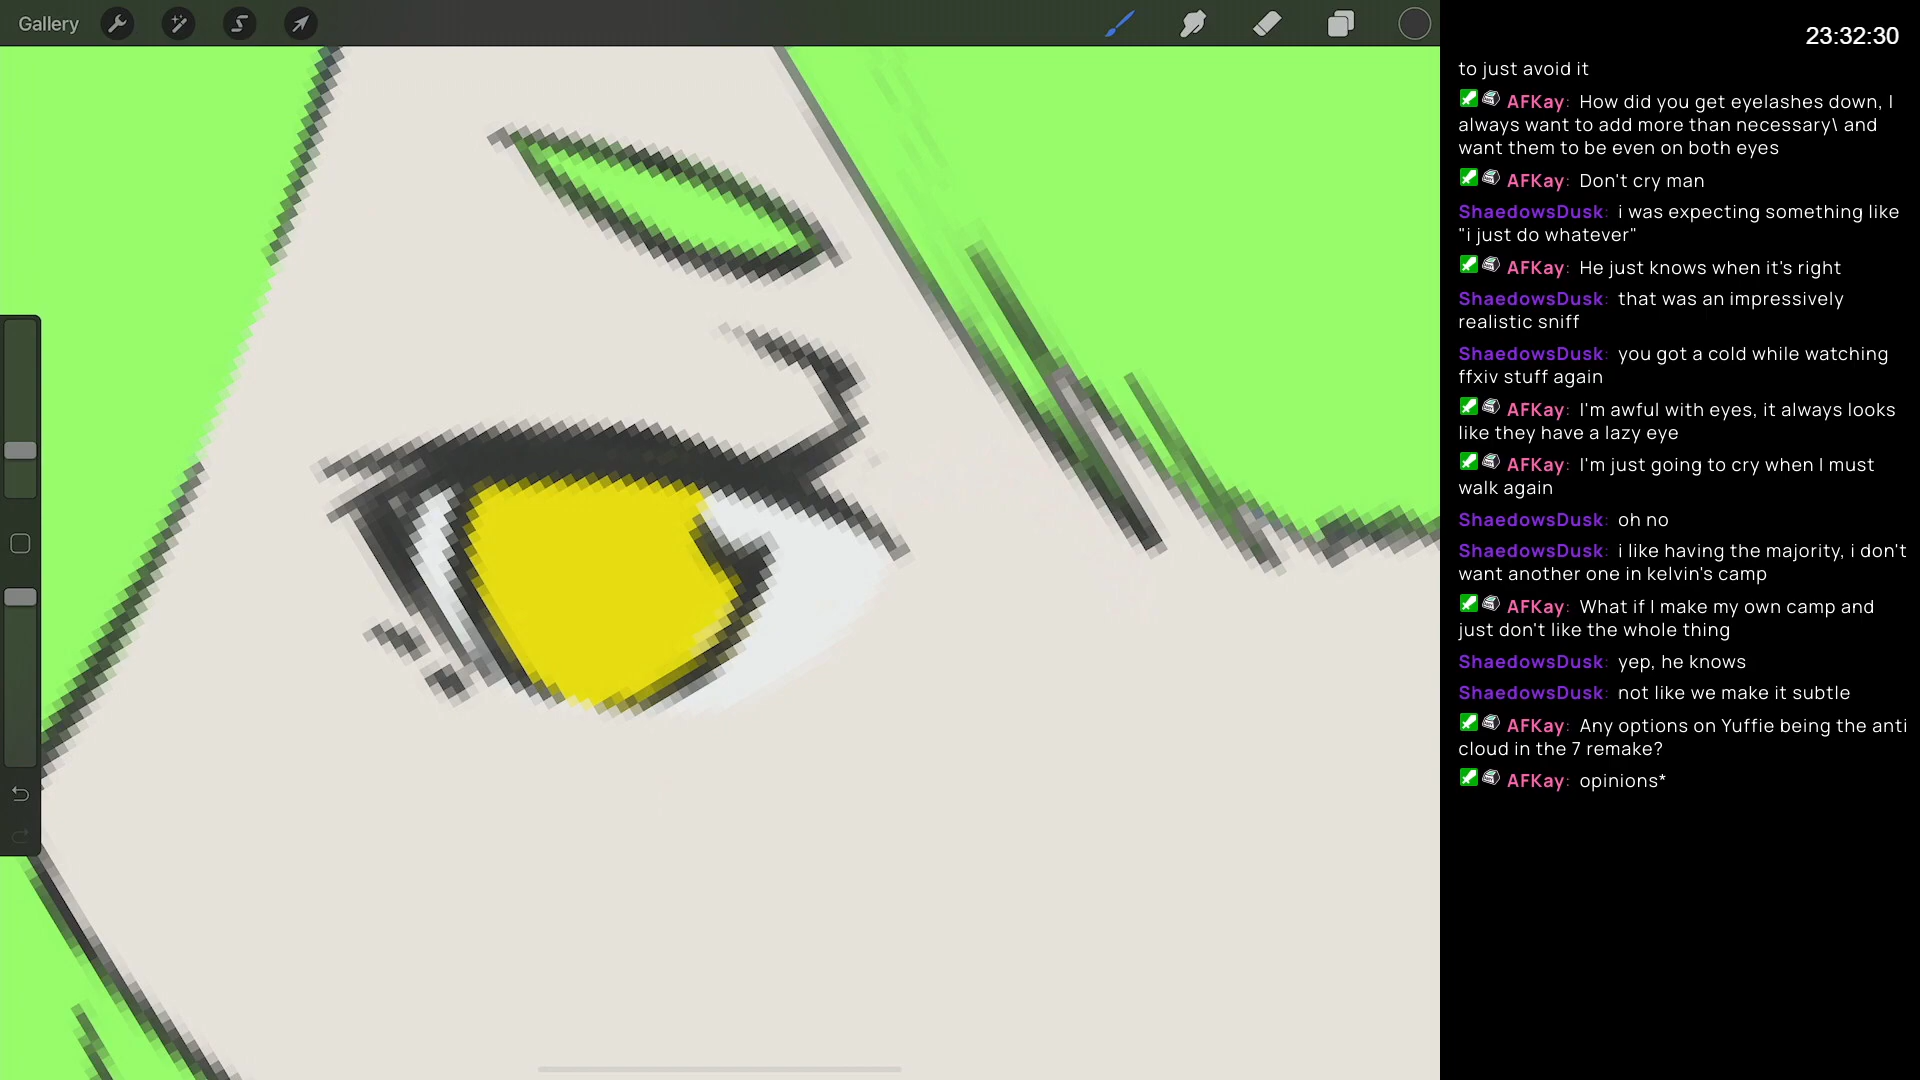 Gallery
23:32:30
to just avoid it
AFKay: How did you get eyelashes down, I
always want to add more than necessary\ and
want them to be even on both eyes
AFKay: Don't cry man
ShaedowsDusk: i was expecting something like
"i just do whatever"
AFKay: He just knows when it's right
ShaedowsDusk: that was an impressively
realistic sniff
ShaedowsDusk: you got a cold while watching
ffxiv stuff again
AFKay: I'm awful with eyes, it always looks
like they have a lazy eye
AFKay: I'm just going to cry when I must
walk again
ShaedowsDusk: oh no
ShaedowsDusk: i like having the majority, i don't
want another one in kelvin's camp
AFKay: What if I make my own camp and
just don't like the whole thing
ShaedowsDusk: yep, he knows
ShaedowsDusk: not like we make it subtle
AFKay: Any options on Yuffie being the anti
cloud in the 7 remake?
AFKay: opinions*